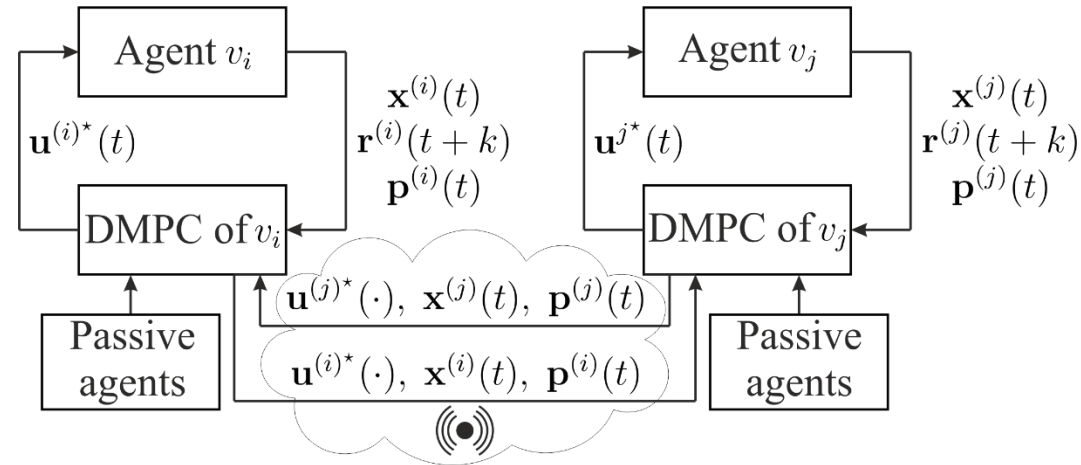 Agent v_i
Agent v_j
u^{(i)⋆}(t)
x^{(i)}(t)
r^{(i)}(t + k)
p^{(i)}(t)
u^{j⋆}(t)
x^{(j)}(t)
r^{(j)}(t + k)
p^{(j)}(t)
DMPC of v_i
DMPC of v_j
u^{(j)⋆}(·), x^{(j)}(t), p^{(j)}(t)
Passive
agents
u^{(i)⋆}(·), x^{(i)}(t), p^{(i)}(t)
Passive
agents